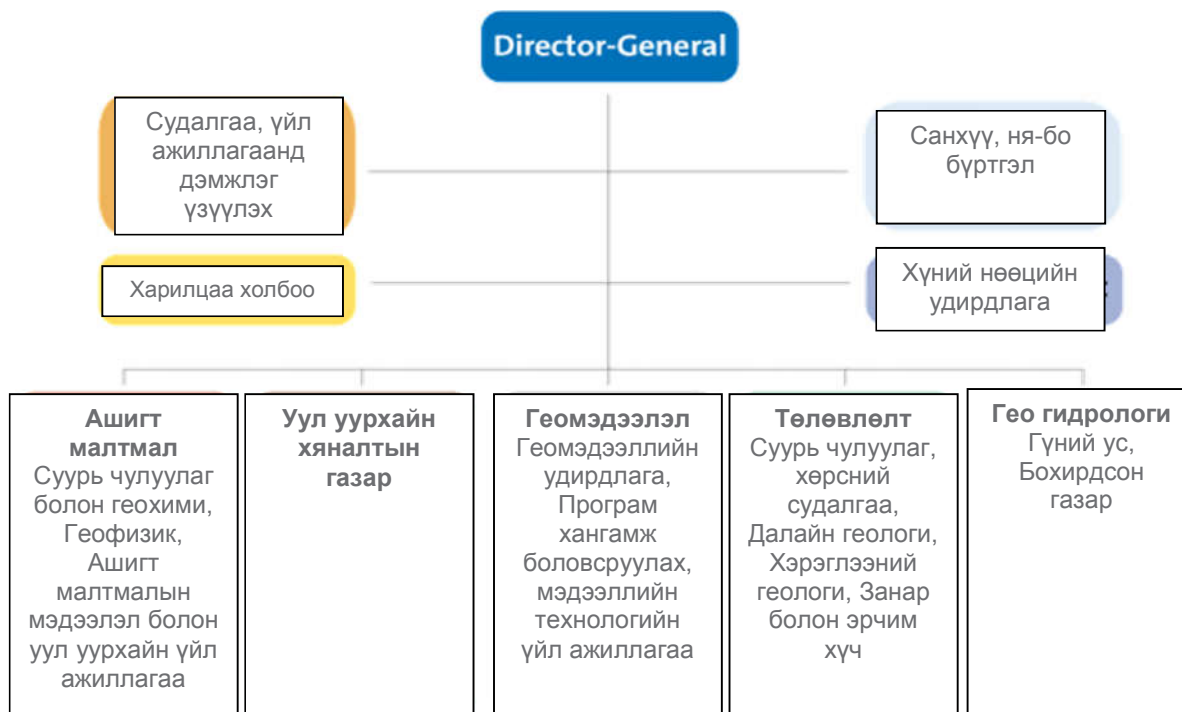 Director-General
Судалгаа, үйл
ажиллагаанд
дэмжлэг
үзүүлэх
Санхүү, ня-бо
бүртгэл
Харилцаа холбоо
Хүний нөөцийн
удирдлага
Ашигт
малтмал
Суурь чулуулаг
болон геохими,
Геофизик,
Ашигт
малтмалын
мэдээлэл болон
уул уурхайн үйл
ажиллагаа
Уул уурхайн
хяналтын
газар
Геомэдээлэл
Геомэдээллийн
удирдлага,
Програм
хангамж
боловсруулах,
мэдээллийн
технологийн
үйл ажиллагаа
Төлөвлөлт
Суурь чулуулаг,
хөрсний
судалгаа,
Далайн геологи,
Хэрэглээний
геологи, Занар
болон эрчим
хүч
Гео гидрологи
Гүний ус,
Бохирдсон
газар